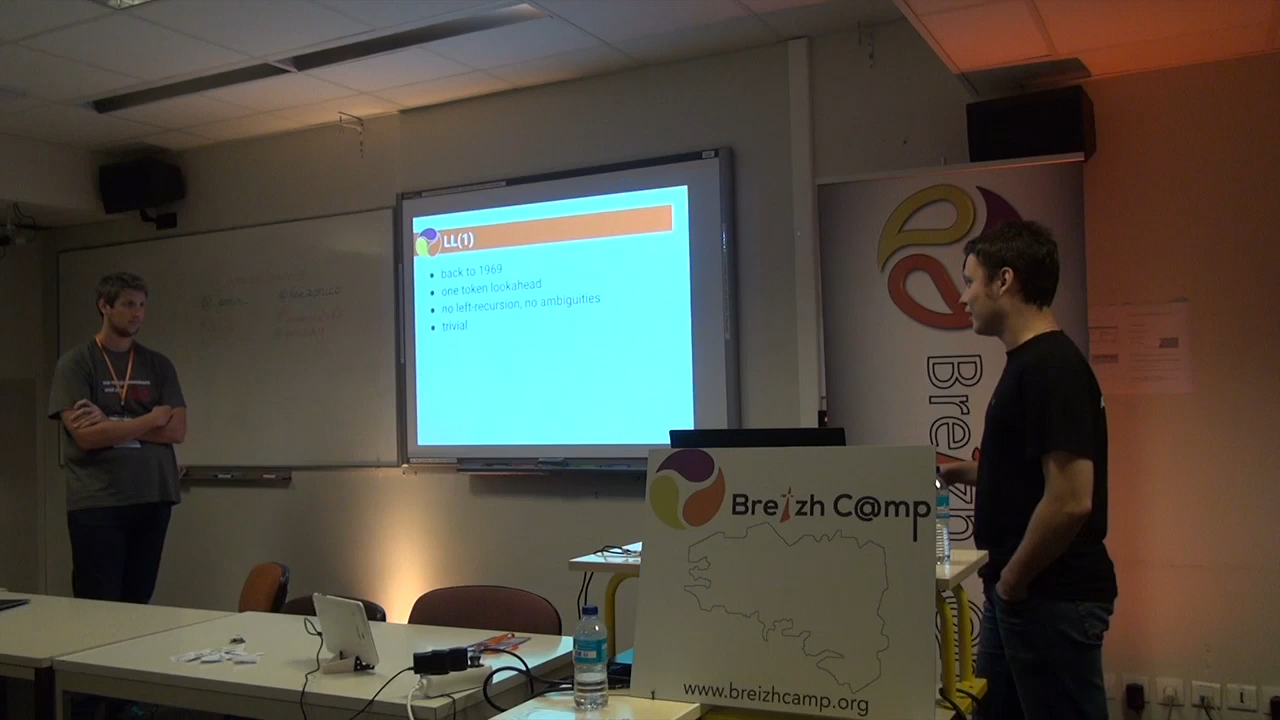 LL(1)
back to 1969
one token lookahead
no left-recursion, no ambiguities
trivial
Breizh
Breizh C@mp
www.breizhcamp.org